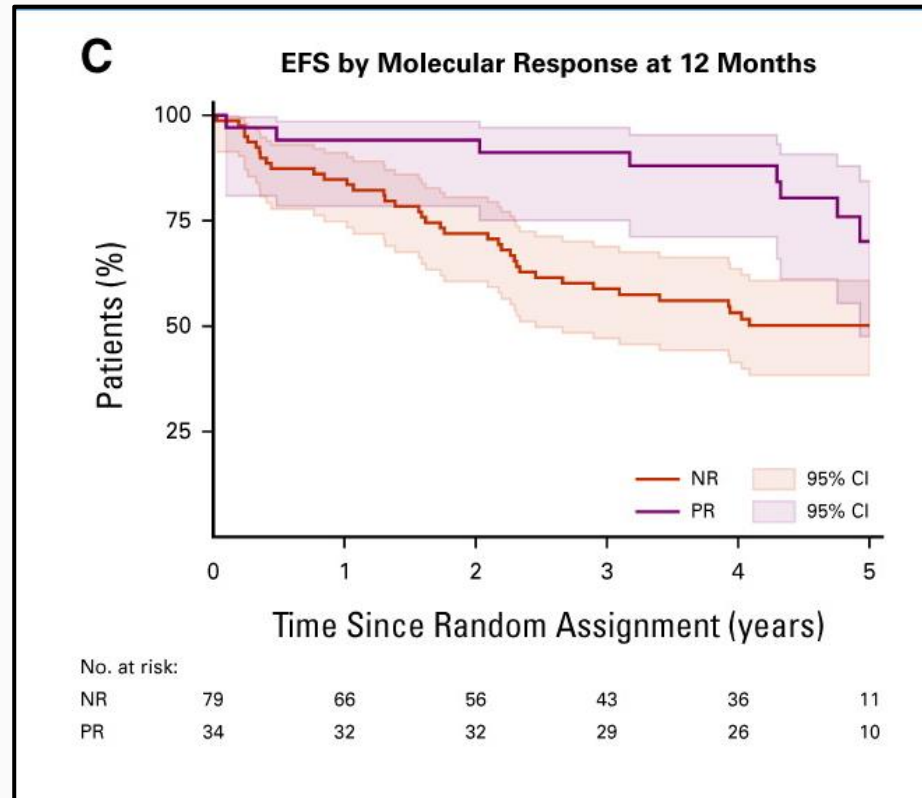 C
EFS by Molecular Response at 12 Months
Patients (%)
100
75
50
25
NR 95% CI
PR 95% CI
0 1 2 3 4 5
Time Since Random Assignment (years)
No. at risk:
NR 79 66 56 43 36 11
PR 34 32 32 29 26 10